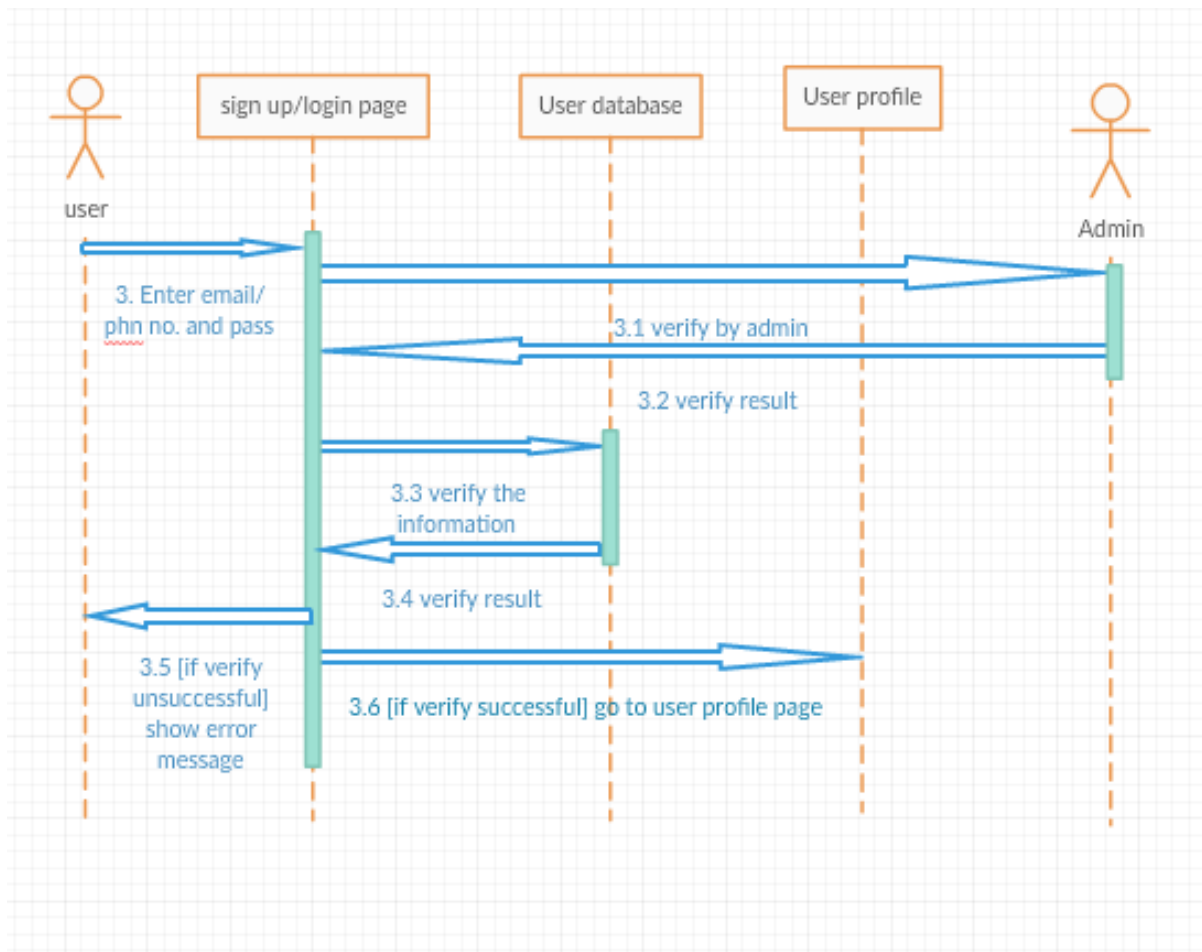 sign up/login page
User database
User profile
user
Admin
3. Enter email/
phn no. and pass
3.1 verify by admin
3.2 verify result
3.3 verify the
information
3.4 verify result
3.5 [if verify
unsuccessful]
show error
message
3.6 [if verify successful] go to user profile page